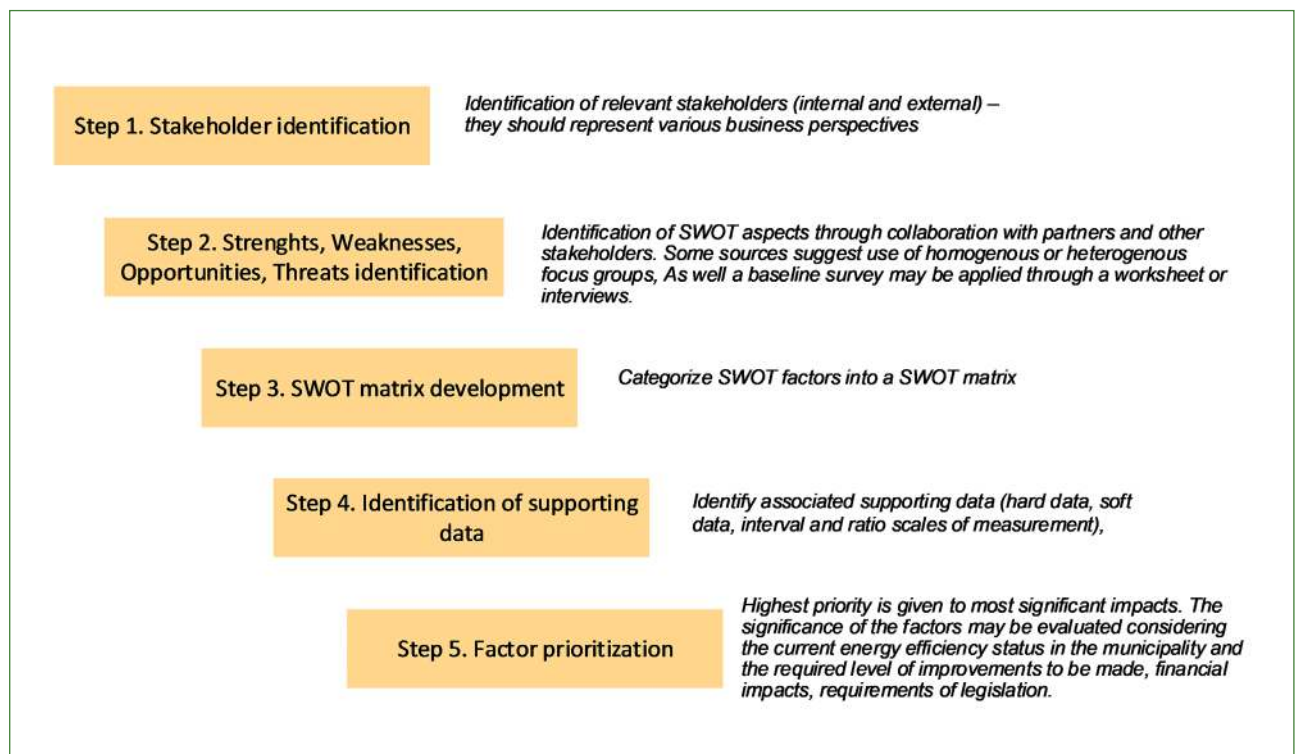 Step 1. Stakeholder identification
Identification of relevant stakeholders (internal and external) –
they should represent various business perspectives
Step 2. Strenghts, Weaknesses,
Opportunities, Threats identification
Identification of SWOT aspects through collaboration with partners and other
stakeholders. Some sources suggest use of homogenous or heterogenous
focus groups, As well a baseline survey may be applied through a worksheet or
interviews.
Step 3. SWOT matrix development
Categorize SWOT factors into a SWOT matrix
Step 4. Identification of supporting
data
Identify associated supporting data (hard data, soft
data, interval and ratio scales of measurement),
Step 5. Factor prioritization
Highest priority is given to most significant impacts. The
significance of the factors may be evaluated considering
the current energy efficiency status in the municipality and
the required level of improvements to be made, financial
impacts, requirements of legislation.